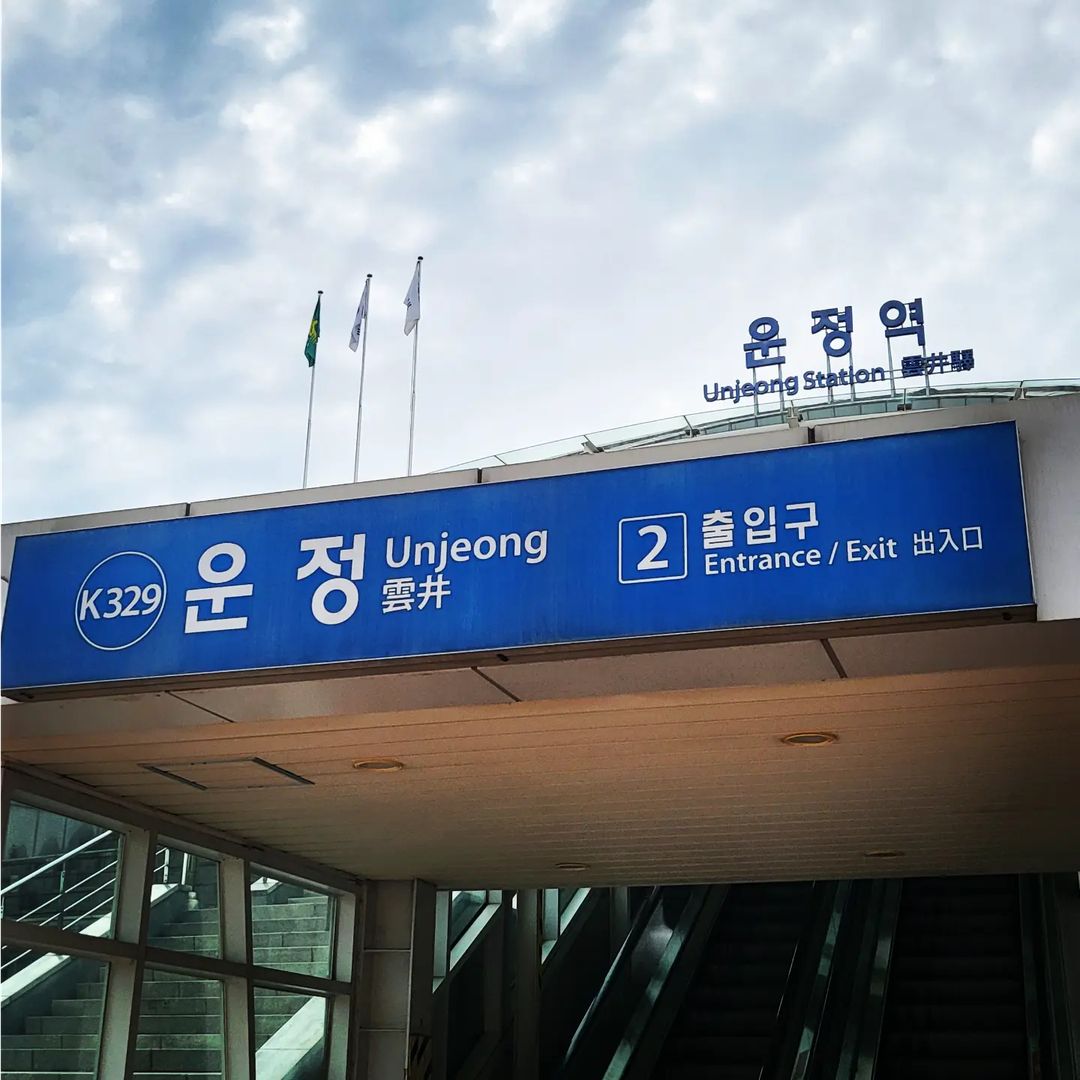 운정역
Unjeong Station 雲井驛
K329 운정 Unjeong
雲井
2 출입구
Entrance / Exit 出入口